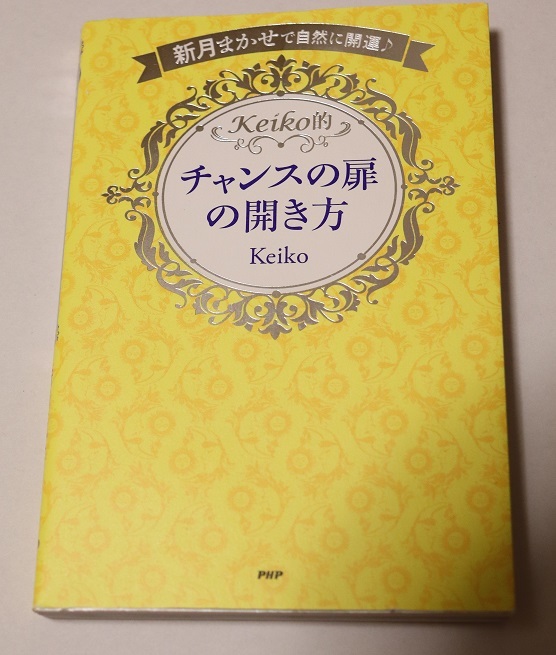 新月まかせで自然に開運♪
Keiko的
チャンスの扉
の開き方
Keiko
PHP